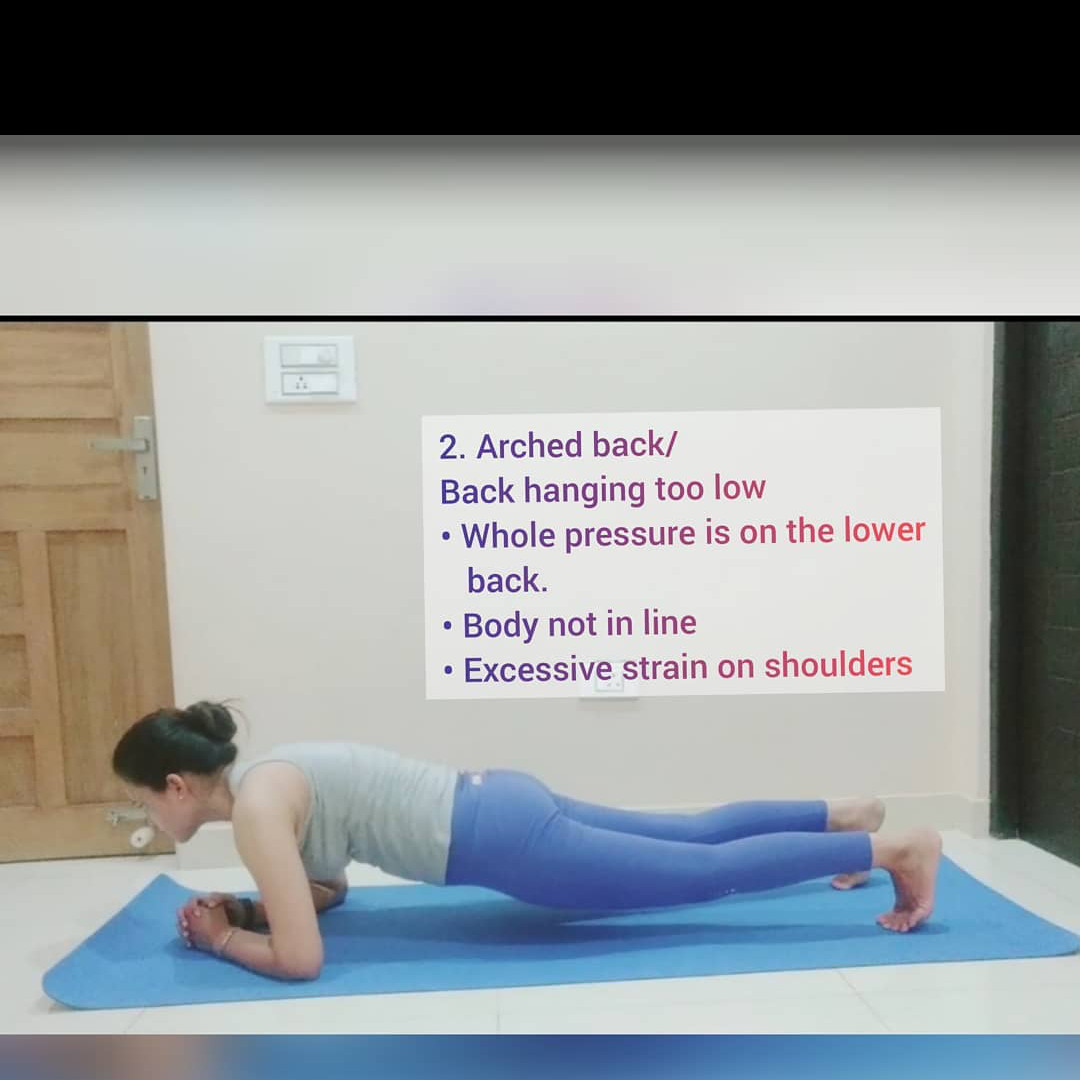 2. Arched back/
Back hanging too low
• Whole pressure is on the lower
back.
• Body not in line
• Excessive strain on shoulders